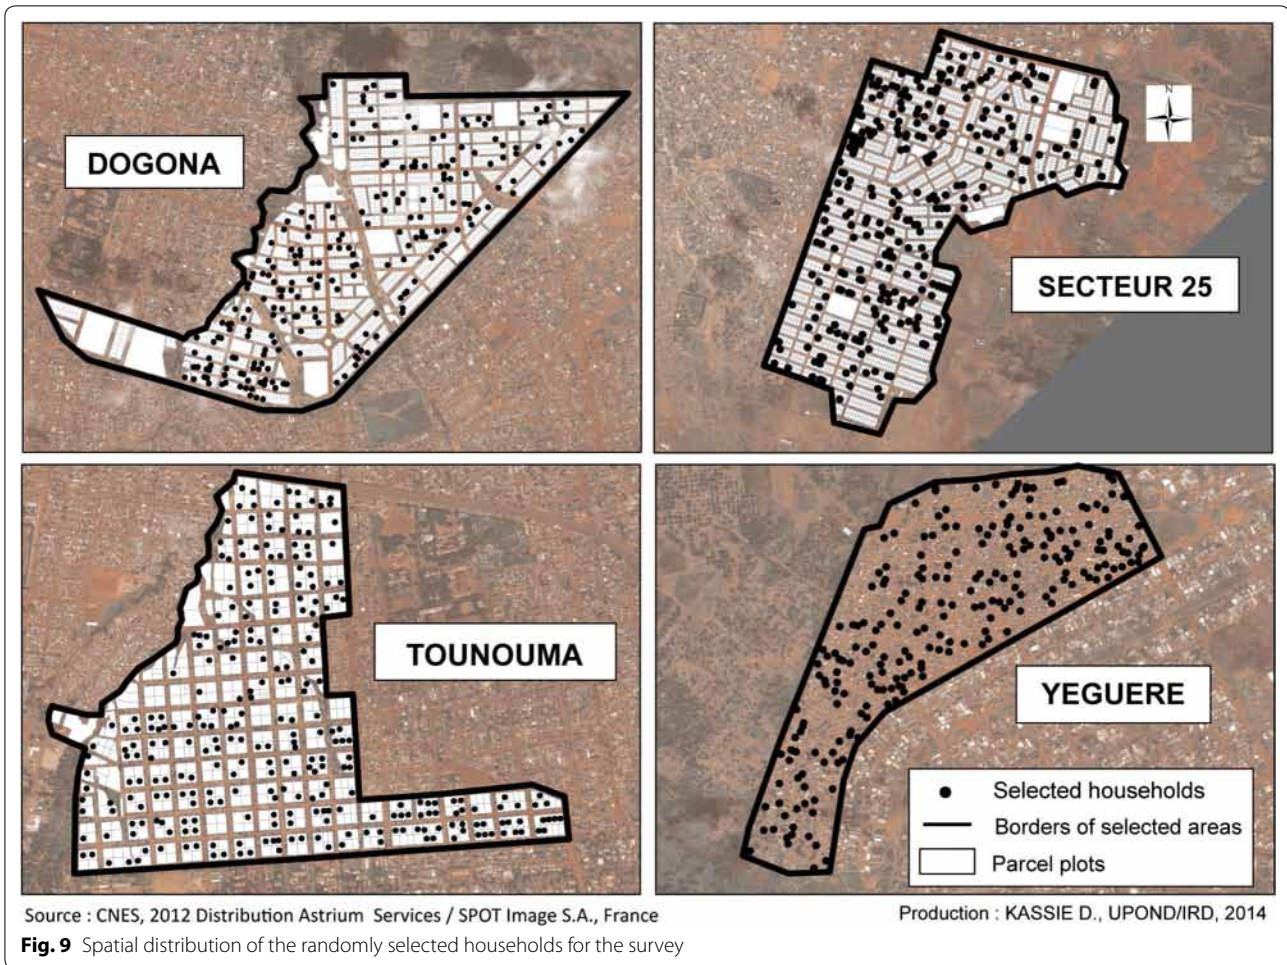 DOGONA
N
SECTEUR 25
TOUNOUMA
YEGUERE
Selected households
Borders of selected areas
Parcel plots
Source : CNES, 2012 Distribution Astrium Services / SPOT Image S.A., France
Production : KASSIE D., UPOND/IRD, 2014
Fig. 9 Spatial distribution of the randomly selected households for the survey